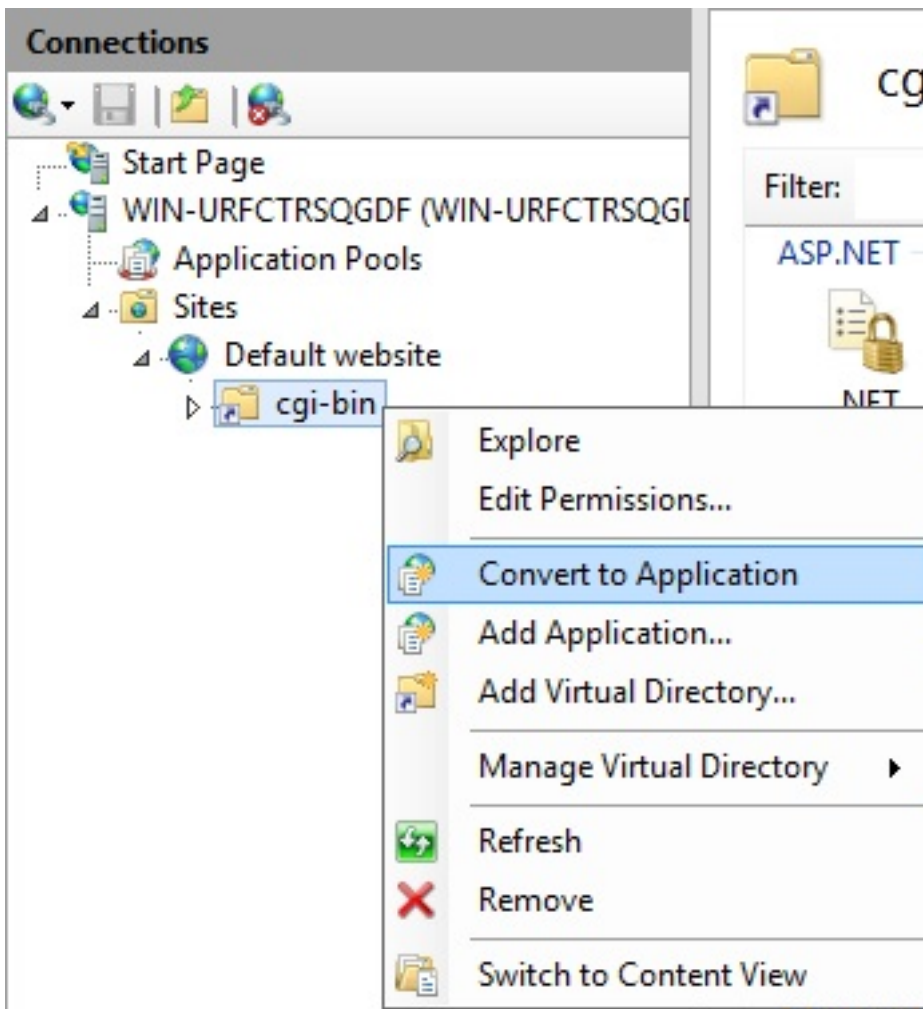 Connections
cg
Start Page
WIN-URFCTRSQGDF (WIN-URFCTRSQG
Filter:
Application Pools
ASP.NET
Sites
Default website
cgi-bin
.NET
Explore
Edit Permissions...
Convert to Application
Add Application...
Add Virtual Directory...
Manage Virtual Directory
Refresh
Remove
Switch to Content View